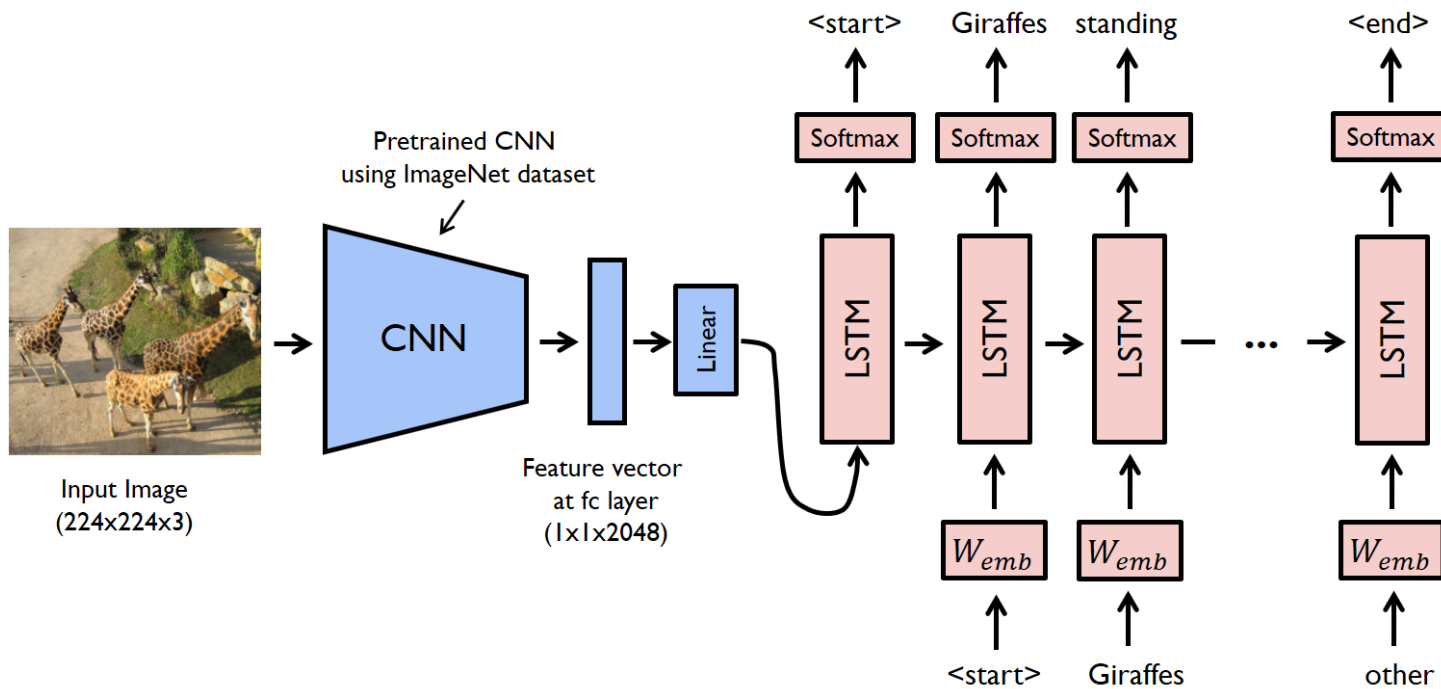 <start> Giraffes standing <end>
Softmax Softmax Softmax Softmax
Pretrained CNN
using ImageNet dataset
CNN
Linear
LSTM LSTM LSTM ... LSTM
Input Image
(224x224x3)
Feature vector
at fc layer
(1x1x2048)
W_emb W_emb W_emb
<start> Giraffes other